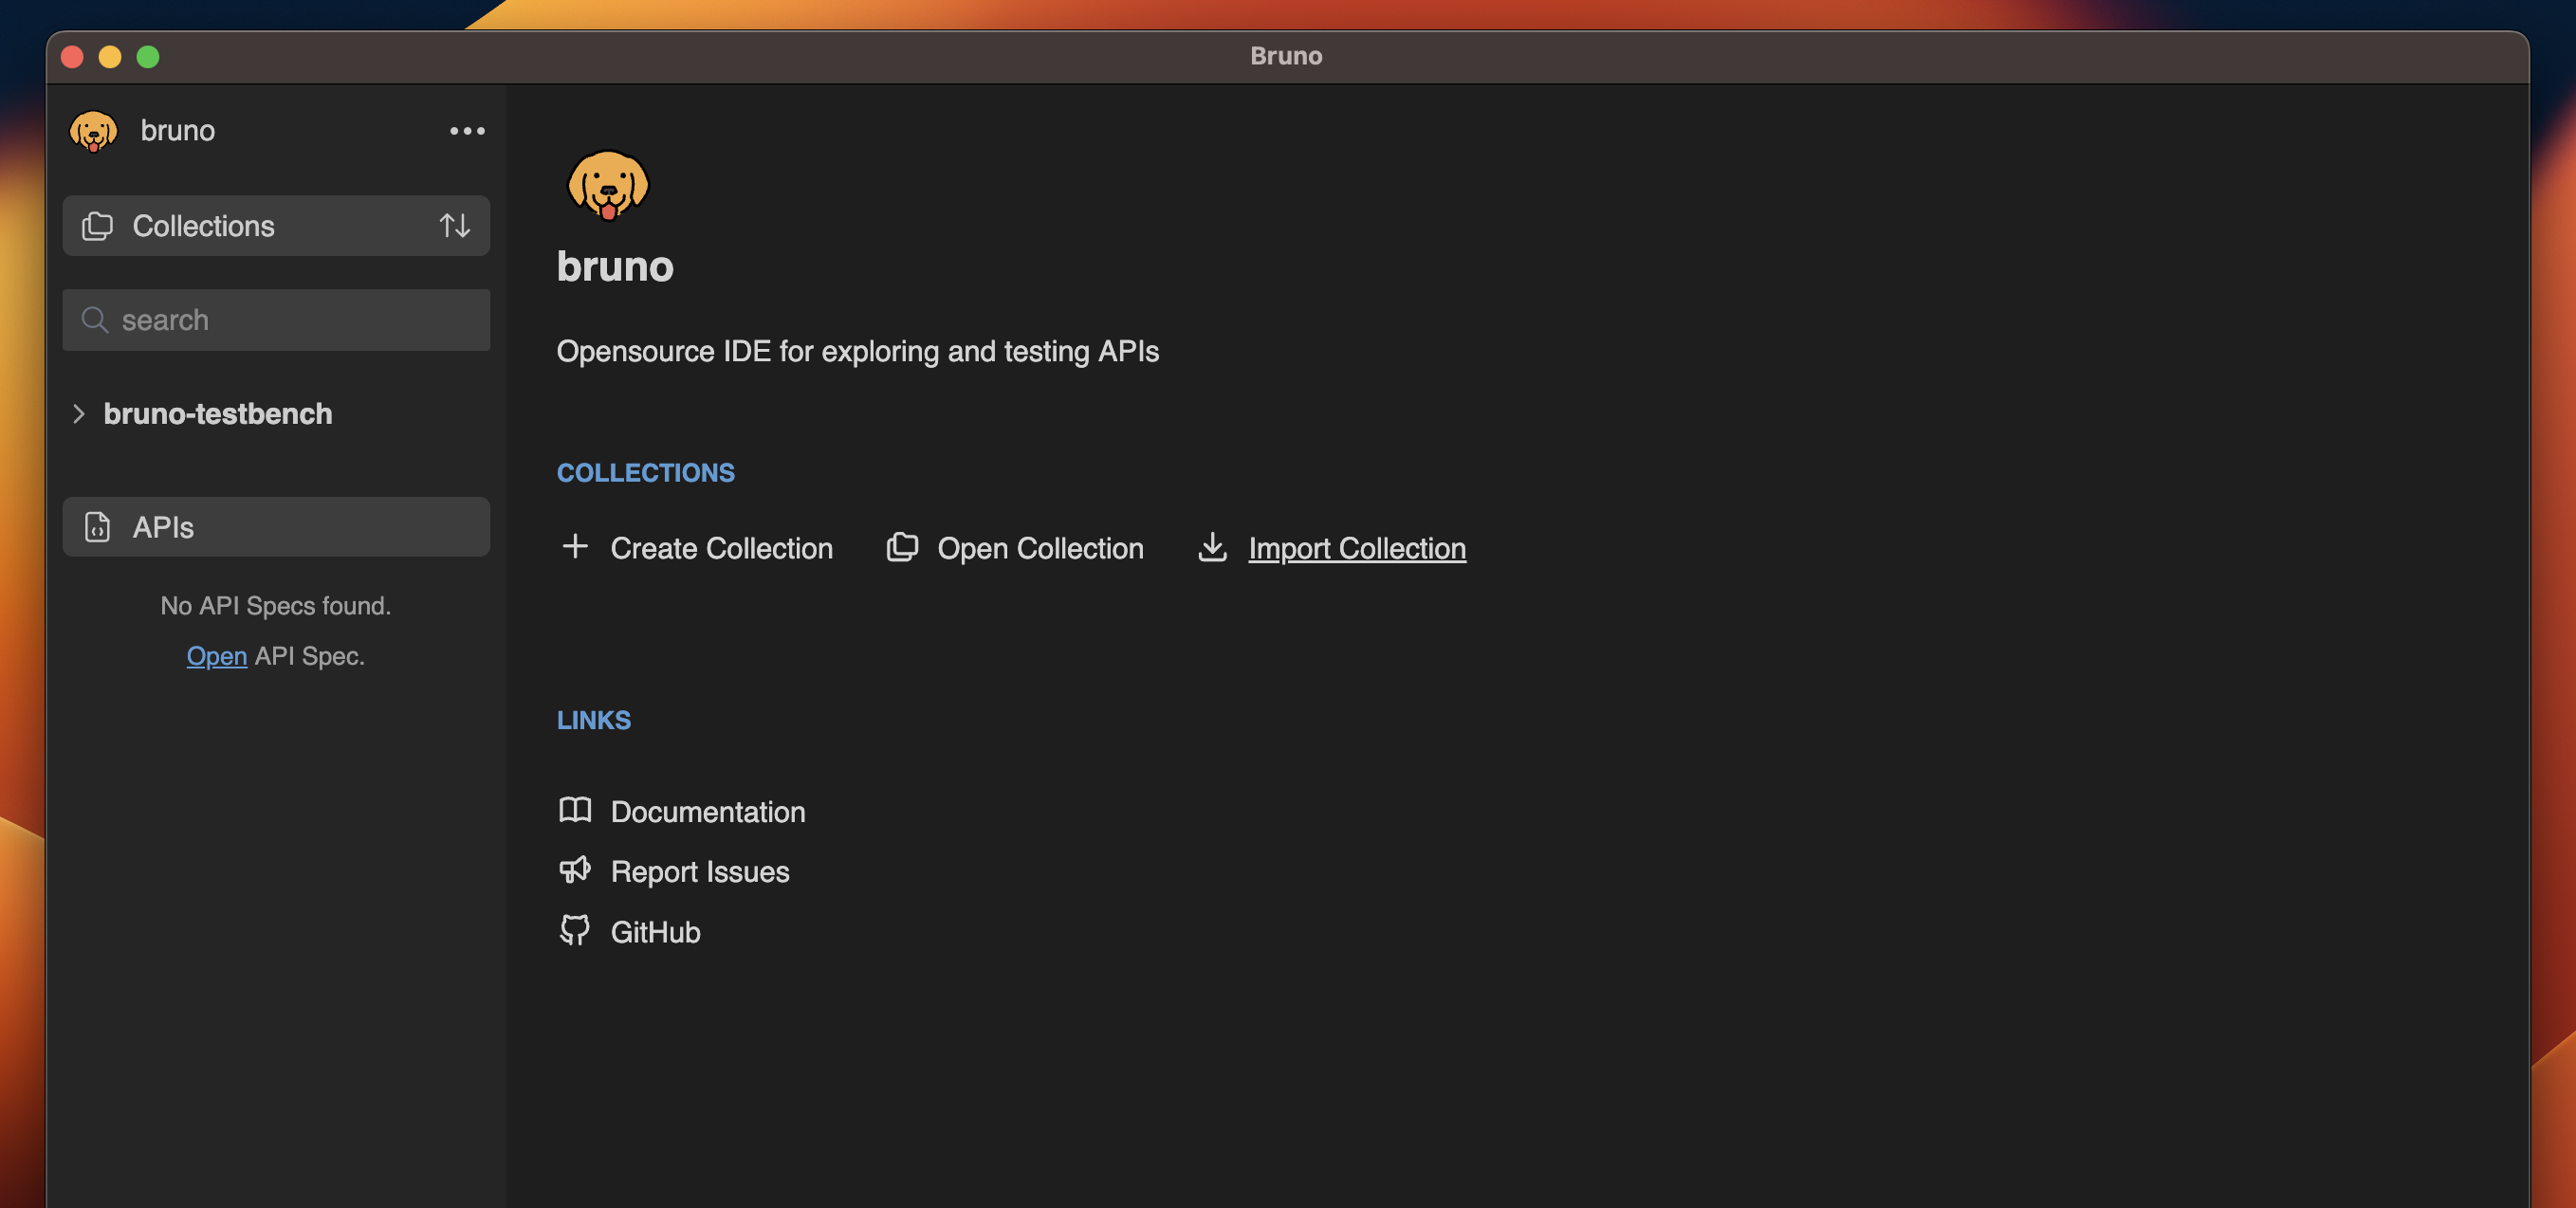 Bruno
bruno
Collections
search
bruno-testbench
APIs
No API Specs found.
Open API Spec.
bruno
Opensource IDE for exploring and testing APIs
COLLECTIONS
Create Collection Open Collection Import Collection
LINKS
Documentation
Report Issues
GitHub